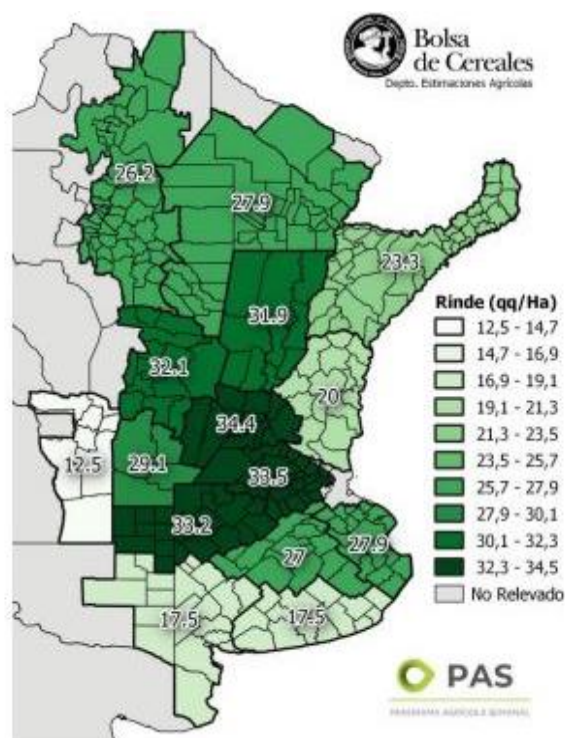 Bolsa
de Cereales
Depto. Estimaciones Agrícolas
26.2
27.9
23.3
31.9
32.1
20
34.4
12.5
29.1
33.5
33.2
27
27.9
17.5
17.5
Rinde (qq/Ha)
12,5 - 14,7
14,7 - 16,9
16,9 - 19,1
19,1 - 21,3
21,3 - 23,5
23,5 - 25,7
25,7 - 27,9
27,9 - 30,1
30,1 - 32,3
32,3 - 34,5
No Relevado
PAS
PANORAMA AGRÍCOLA SEMANAL